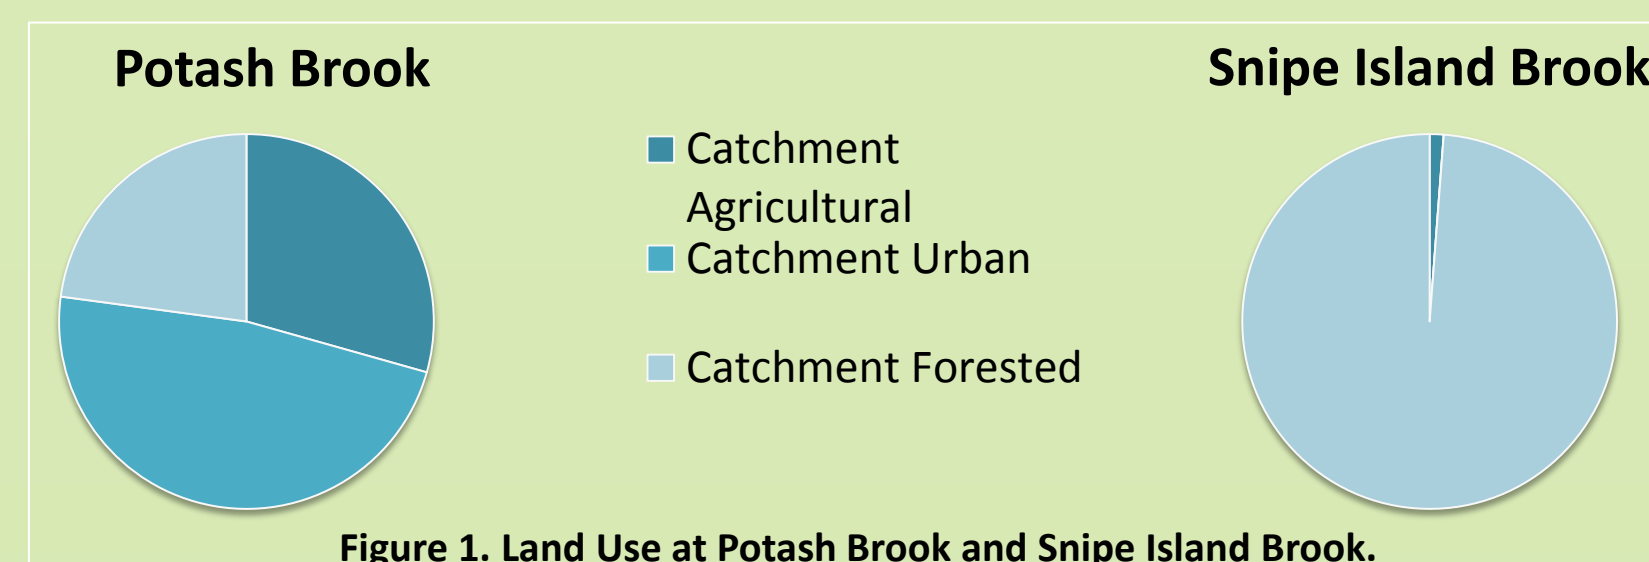 Potash Brook
Snipe Island Brook
Catchment
Agricultural
Catchment Urban
Catchment Forested
Figure 1. Land Use at Potash Brook and Snipe Island Brook.